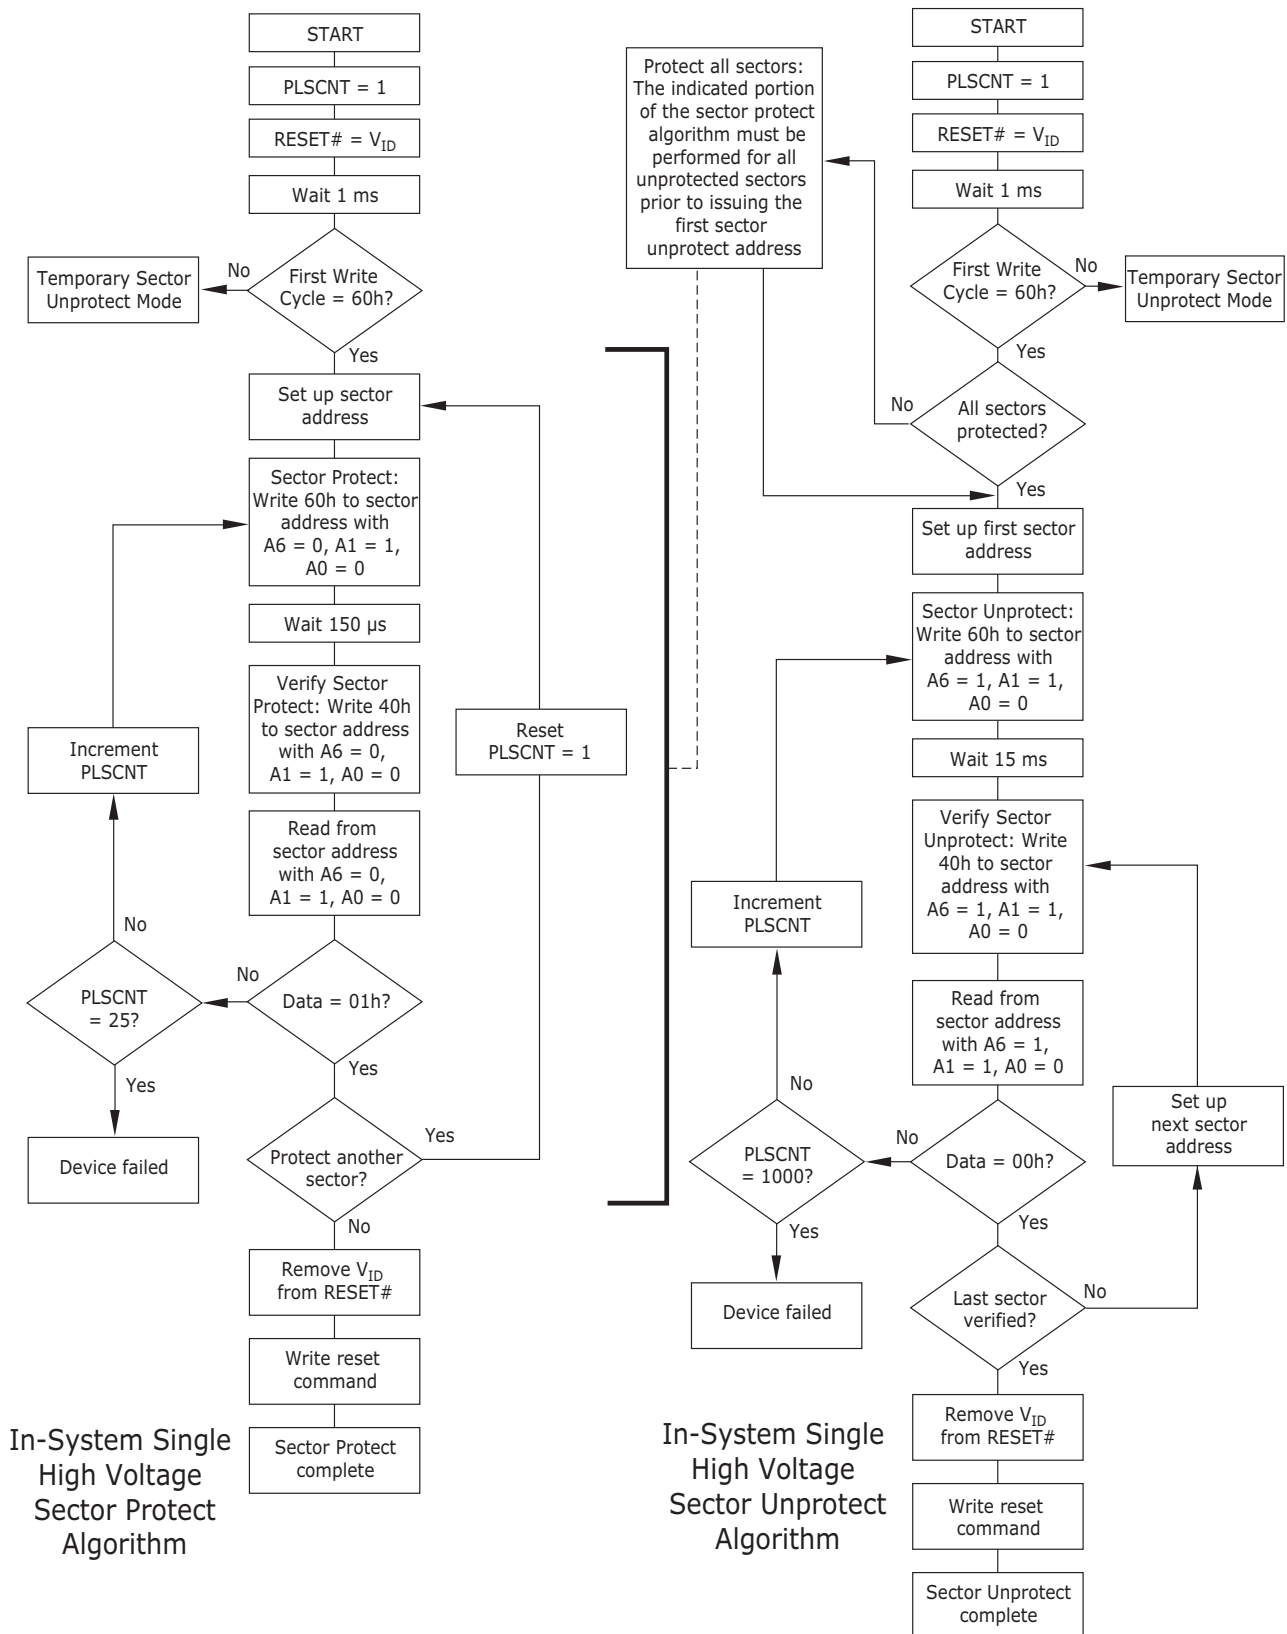 START
PLSCNT = 1
RESET# = V_ID
Wait 1 ms
First Write
Cycle = 60h?
No
Temporary Sector
Unprotect Mode
Yes
Set up sector
address
Sector Protect:
Write 60h to sector
address with
A6 = 0, A1 = 1,
A0 = 0
Wait 150 µs
Verify Sector
Protect: Write 40h
to sector address
with A6 = 0,
A1 = 1, A0 = 0
Read from
sector address
with A6 = 0,
A1 = 1, A0 = 0
Data = 01h?
No
PLSCNT
= 25?
No
Increment
PLSCNT
Yes
Device failed
Yes
Protect another
sector?
Yes
Reset
PLSCNT = 1
No
Remove V_ID
from RESET#
Write reset
command
Sector Protect
complete
In-System Single
High Voltage
Sector Protect
Algorithm
Protect all sectors:
The indicated portion
of the sector protect
algorithm must be
performed for all
unprotected sectors
prior to issuing the
first sector
unprotect address
START
PLSCNT = 1
RESET# = V_ID
Wait 1 ms
First Write
Cycle = 60h?
No
Temporary Sector
Unprotect Mode
Yes
All sectors
protected?
No
Yes
Set up first sector
address
Sector Unprotect:
Write 60h to sector
address with
A6 = 1, A1 = 1,
A0 = 0
Wait 15 ms
Verify Sector
Unprotect: Write
40h to sector
address with
A6 = 1, A1 = 1,
A0 = 0
Read from
sector address
with A6 = 1,
A1 = 1, A0 = 0
Data = 00h?
No
PLSCNT
= 1000?
No
Increment
PLSCNT
Yes
Device failed
Yes
Last sector
verified?
No
Set up
next sector
address
Yes
Remove V_ID
from RESET#
Write reset
command
Sector Unprotect
complete
In-System Single
High Voltage
Sector Unprotect
Algorithm